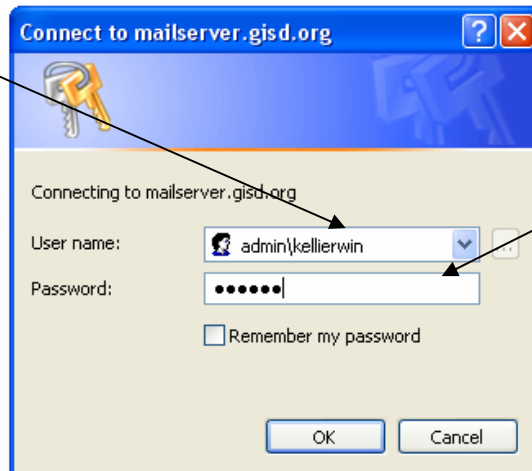 Connect to mailserver.gisd.org
Connecting to mailserver.gisd.org
User name: admin\kellierwin
Password: ••••••
Remember my password
OK Cancel